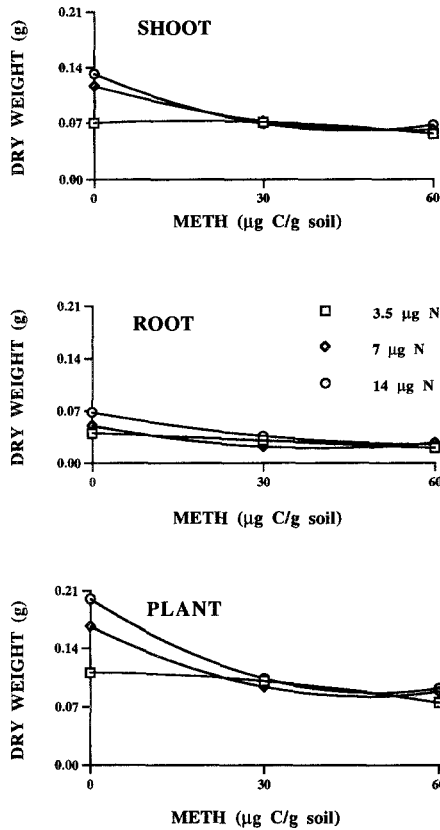 SHOOT
DRY WEIGHT (g)
0.21
0.14
0.07
0.00
0
30
60
METH (μg C/g soil)
ROOT
DRY WEIGHT (g)
0.21
0.14
0.07
0.00
0
30
60
METH (μg C/g soil)
3.5 μg N
7 μg N
14 μg N
PLANT
DRY WEIGHT (g)
0.21
0.14
0.07
0.00
0
30
60
METH (μg C/g soil)